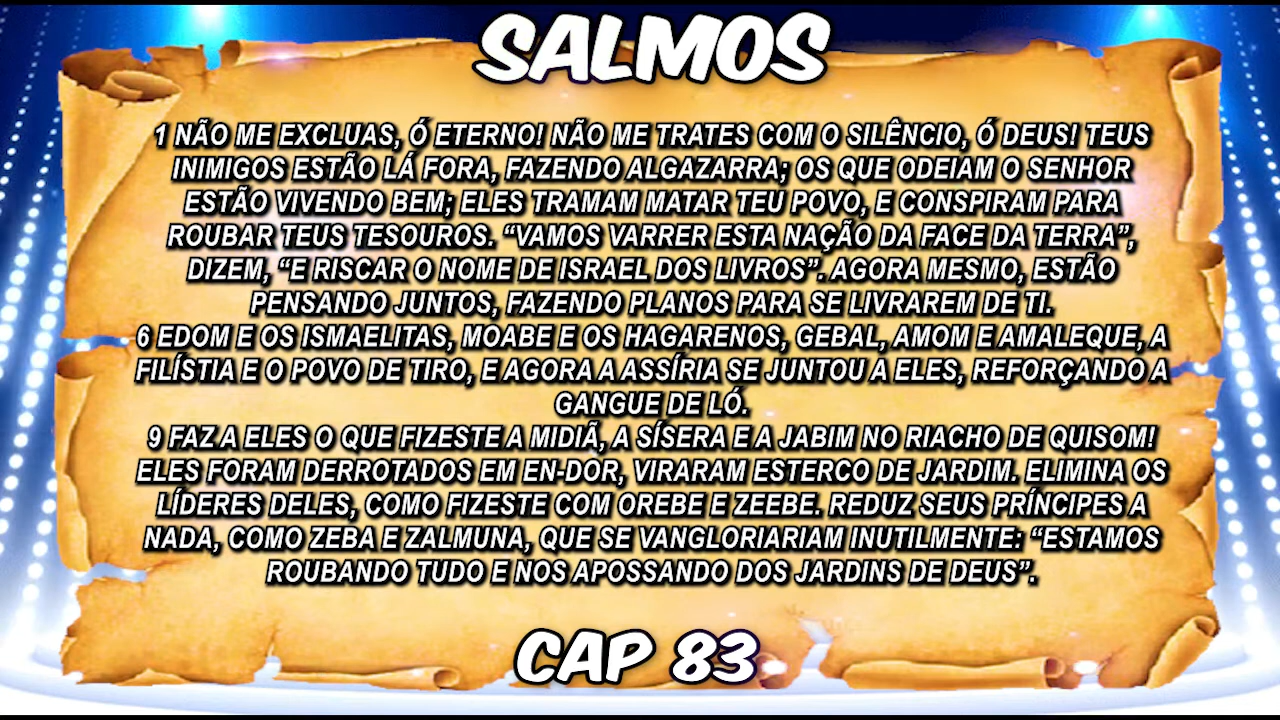 SALMOS
1 NÃO ME EXCLUAS, Ó ETERNO! NÃO ME TRATES COM O SILÊNCIO, Ó DEUS! TEUS
INIMIGOS ESTÃO LÁ FORA, FAZENDO ALGAZARRA; OS QUE ODEIAM O SENHOR
ESTÃO VIVENDO BEM; ELES TRAMAM MATAR TEU POVO, E CONSPIRAM PARA
ROUBAR TEUS TESOUROS. “VAMOS VARRER ESTA NAÇÃO DA FACE DA TERRA”,
DIZEM, “E RISCAR O NOME DE ISRAEL DOS LIVROS”. AGORA MESMO, ESTÃO
PENSANDO JUNTOS, FAZENDO PLANOS PARA SE LIVRAREM DE TI.
6 EDOM E OS ISMAELITAS, MOABE E OS HAGARENOS, GEBAL, AMOM E AMALEQUE, A
FILÍSTIA E O POVO DE TIRO, E AGORA A ASSÍRIA SE JUNTOU A ELES, REFORÇANDO A
GANGUE DE LÓ.
9 FAZ A ELES O QUE FIZESTE A MIDIÃ, A SÍSERA E A JABIM NO RIACHO DE QUISOM!
ELES FORAM DERROTADOS EM EN-DOR, VIRARAM ESTERCO DE JARDIM. ELIMINA OS
LÍDERES DELES, COMO FIZESTE COM OREBE E ZEEBE. REDUZ SEUS PRÍNCIPES A
NADA, COMO ZEBA E ZALMUNA, QUE SE VANGLORIARIAM INUTILMENTE: “ESTAMOS
ROUBANDO TUDO E NOS APOSSANDO DOS JARDINS DE DEUS”.
CAP 83